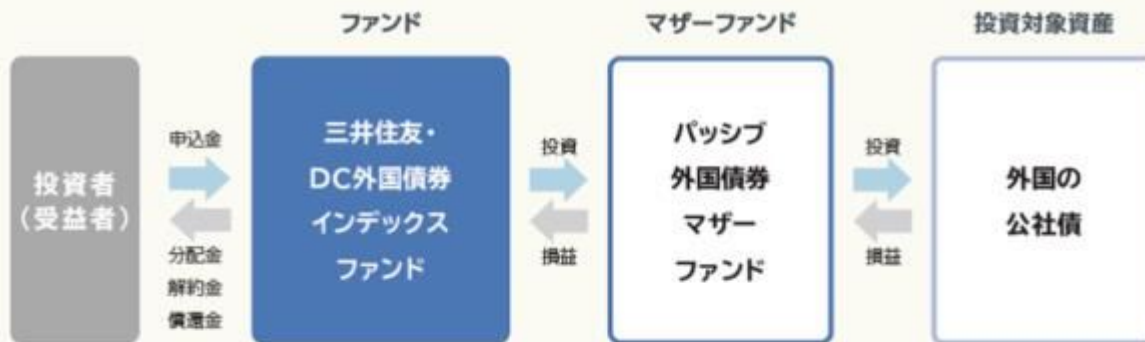 ファンド
マザーファンド
投資対象資産
投資者
（受益者）
申込金
分配金
解約金
償還金
三井住友・
DC外国債券
インデックス
ファンド
投資
損益
パッシブ
外国債券
マザー
ファンド
投資
損益
外国の
公社債